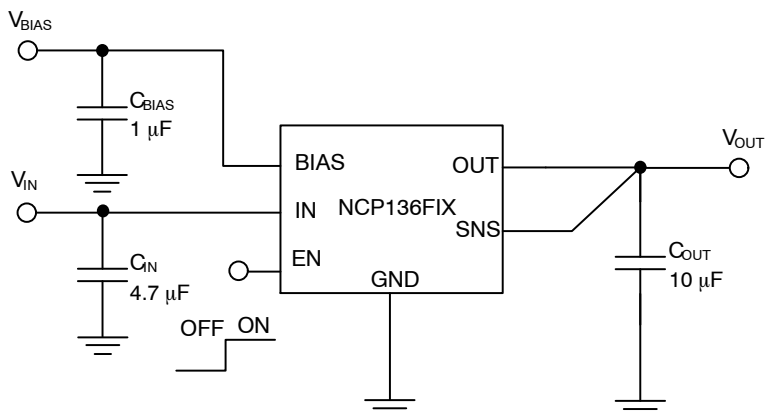 VBIAS
CBIAS
1 μF
VIN
CIN
4.7 μF
BIAS
IN
EN
NCP136FIX
OUT
SNS
GND
OFF ON
VOUT
COUT
10 μF